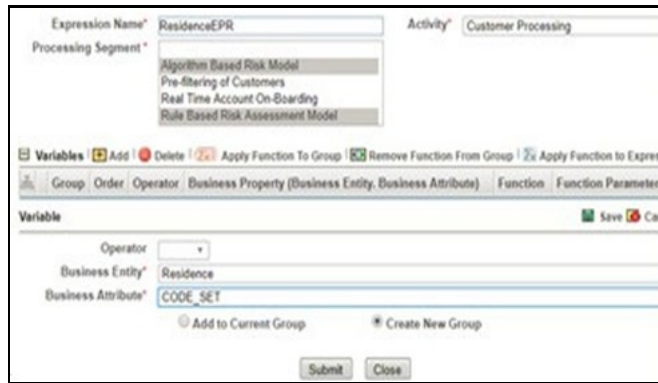 Expression Name* ResidenceEPR Activity* Customer Processing
Processing Segment*
Algorithm Based Risk Model
Pre-filtering of Customers
Real Time Account On-Boarding
Rule Based Risk Assessment Model
Variables Add Delete Apply Function To Group Remove Function From Group Apply Function to Expres
Group Order Operator Business Property (Business Entity, Business Attribute) Function Function Parameter
Variable Save Ca
Operator
Business Entity* Residence
Business Attribute* CODE_SET
Add to Current Group Create New Group
Submit Close